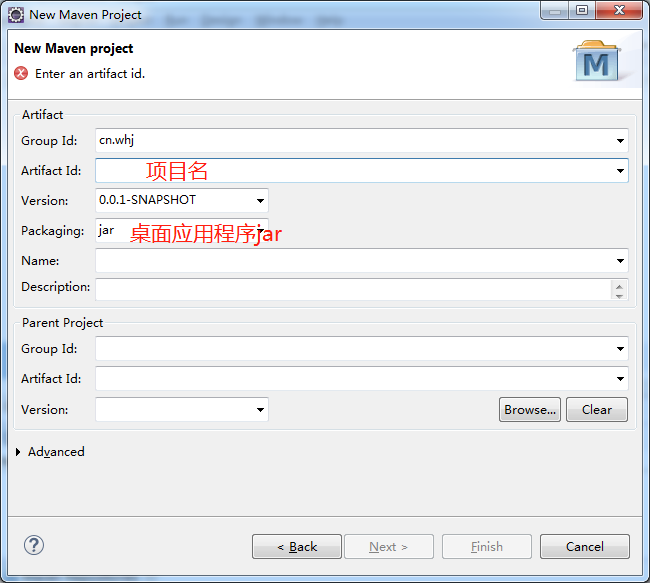 New Maven Project
New Maven project
Enter an artifact id.
M
Artifact
Group Id: cn.whj
Artifact Id: 项目名
Version: 0.0.1-SNAPSHOT
Packaging: jar 桌面应用程序jar
Name:
Description:
Parent Project
Group Id:
Artifact Id:
Version: Browse... Clear
Advanced
? < Back Next > Finish Cancel